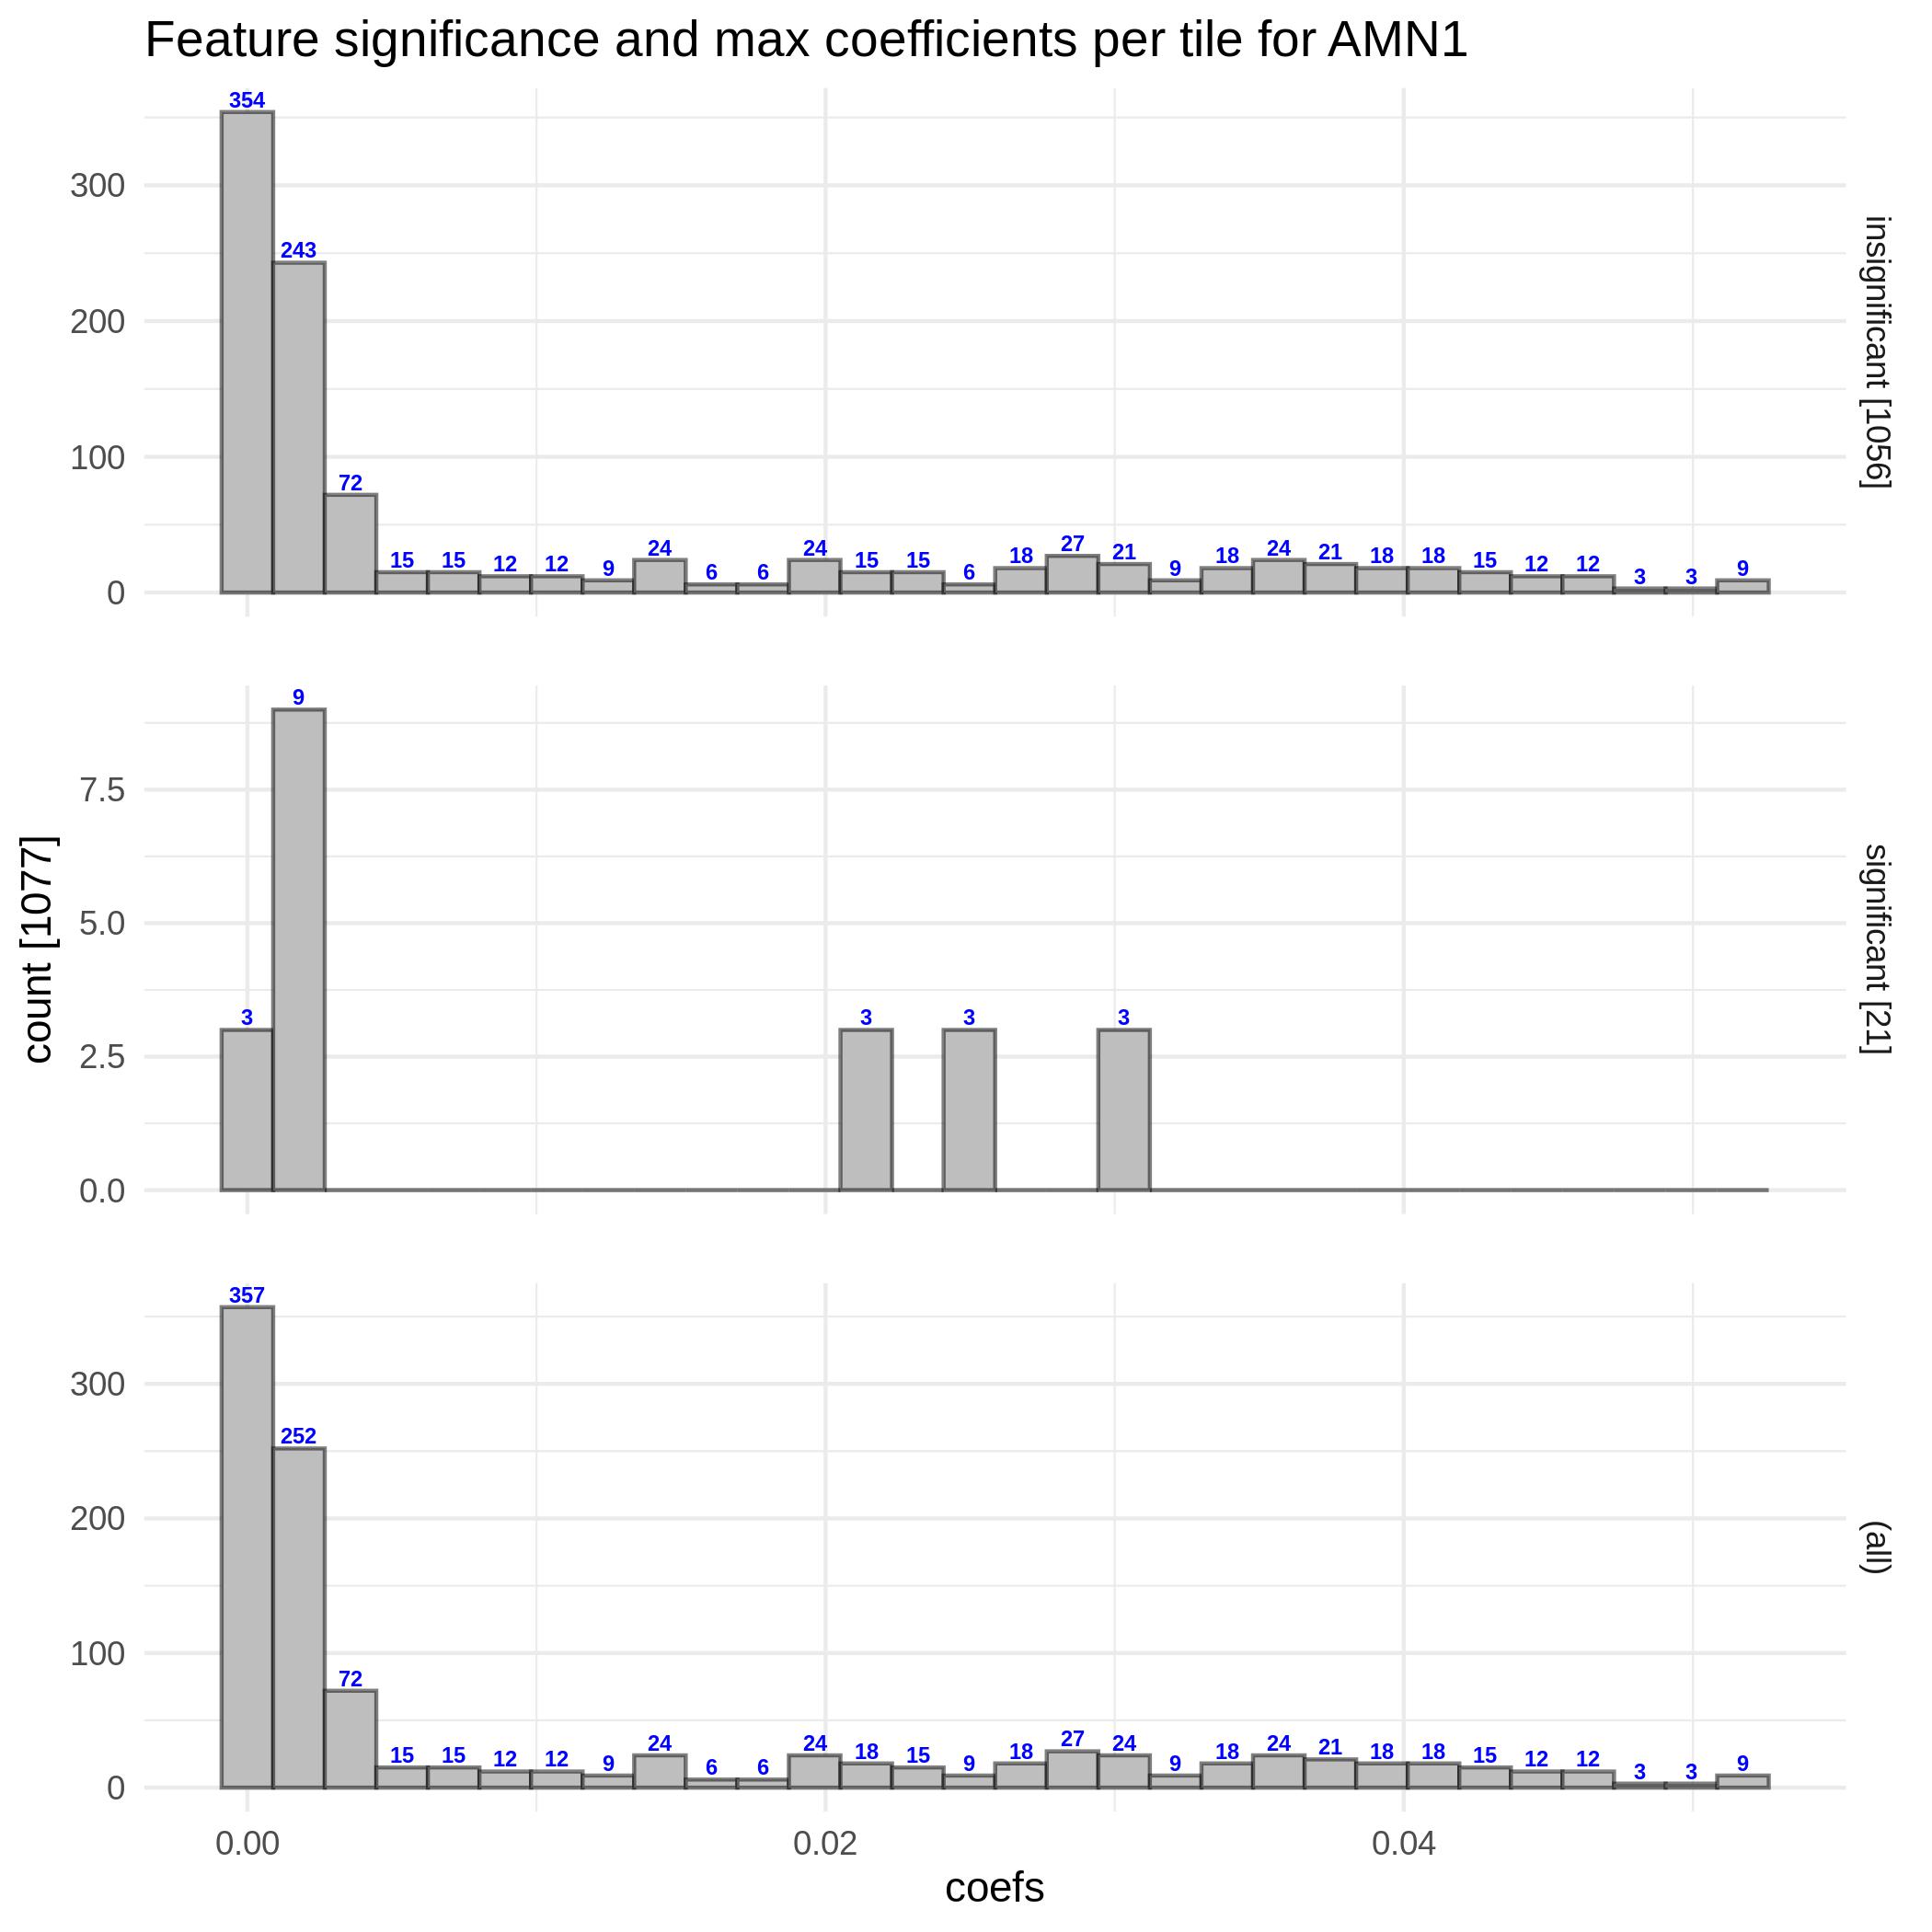 Feature significance and max coefficients per tile for AMN1
354
243
72
15 15 12 12 9 24 6 6 24 15 15 6 18 27 21 9 18 24 21 18 18 15 12 12 3 3 9
300
200
100
0
insignificant [1056]
9
3 3 3 3
7.5
5.0
2.5
0.0
significant [21]
count [1077]
357
252
72
15 15 12 12 9 24 6 6 24 18 15 9 18 27 24 9 18 24 21 18 18 15 12 12 3 3 9
300
200
100
0
(all)
0.00 0.02 0.04
coefs